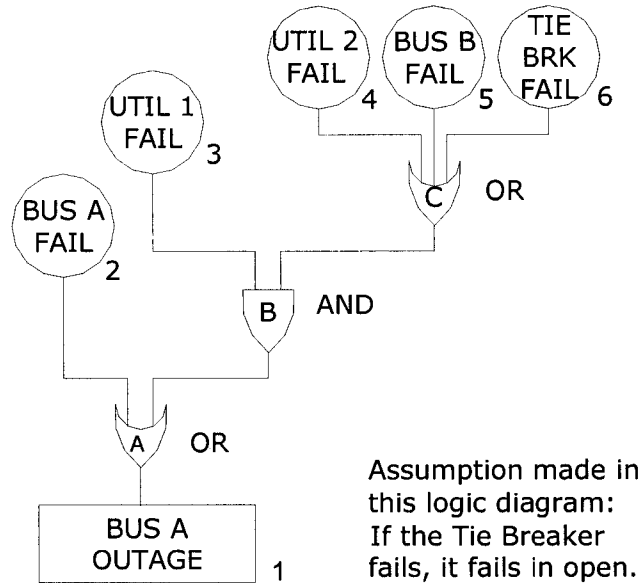 UTIL 2
FAIL
4
BUS B
FAIL
5
TIE
BRK
FAIL
6
UTIL 1
FAIL
3
C
OR
BUS A
FAIL
2
B
AND
A
OR
BUS A
OUTAGE
1
Assumption made in
this logic diagram:
If the Tie Breaker
fails, it fails in open.